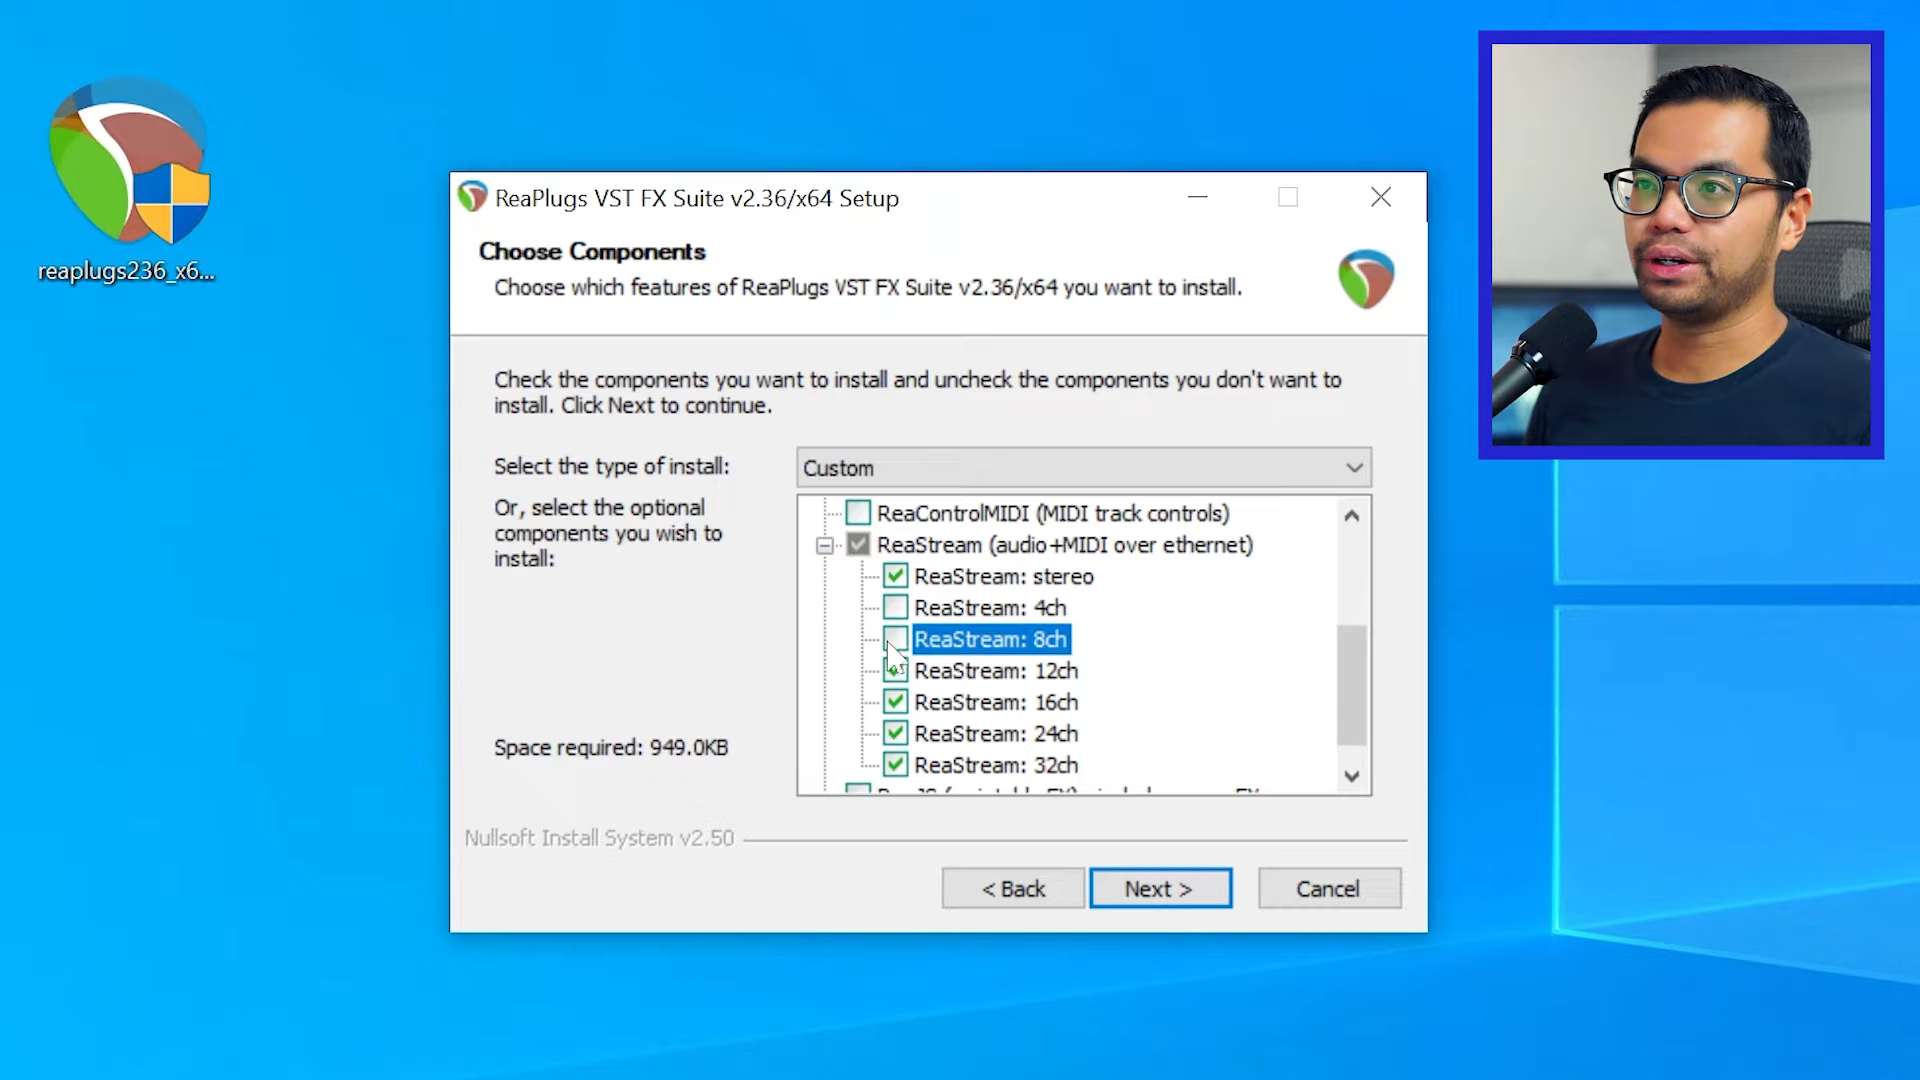 reaplugs236_x6...
ReaPlugs VST FX Suite v2.36/x64 Setup
Choose Components
Choose which features of ReaPlugs VST FX Suite v2.36/x64 you want to install.
Check the components you want to install and uncheck the components you don't want to
install. Click Next to continue.
Select the type of install:
Custom
Or, select the optional
components you wish to
install:
ReaControlMIDI (MIDI track controls)
ReaStream (audio+MIDI over ethernet)
ReaStream: stereo
ReaStream: 4ch
ReaStream: 8ch
ReaStream: 12ch
ReaStream: 16ch
ReaStream: 24ch
ReaStream: 32ch
Space required: 949.0KB
Nullsoft Install System v2.50
< Back
Next >
Cancel